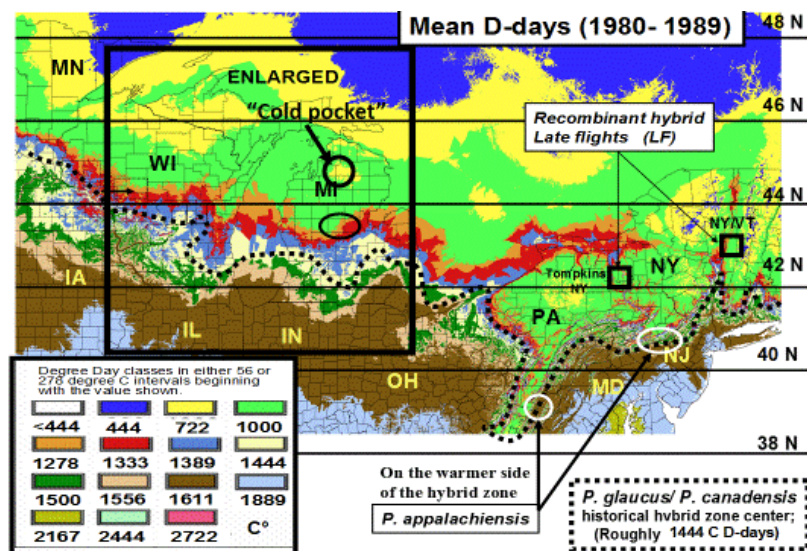 Mean D-days (1980- 1989)
48 N
MN
ENLARGED
"Cold pocket"
46 N
Recombinant hybrid
Late flights (LF)
WI
MI
44 N
NY/VT
NY
Tompkins
NY
42 N
IA
PA
IL
IN
NJ
40 N
OH
MD
38 N
Degree Day classes in either 56 or
278 degree C intervals beginning
with the value shown.
<444 444 722 1000
1278 1333 1389 1444
1500 1556 1611 1889
2167 2444 2722 C°
On the warmer side
of the hybrid zone
P. appalachiensis
P. glaucus/ P. canadensis
historical hvbrid zone center;
(Roughly 1444 C D-days)